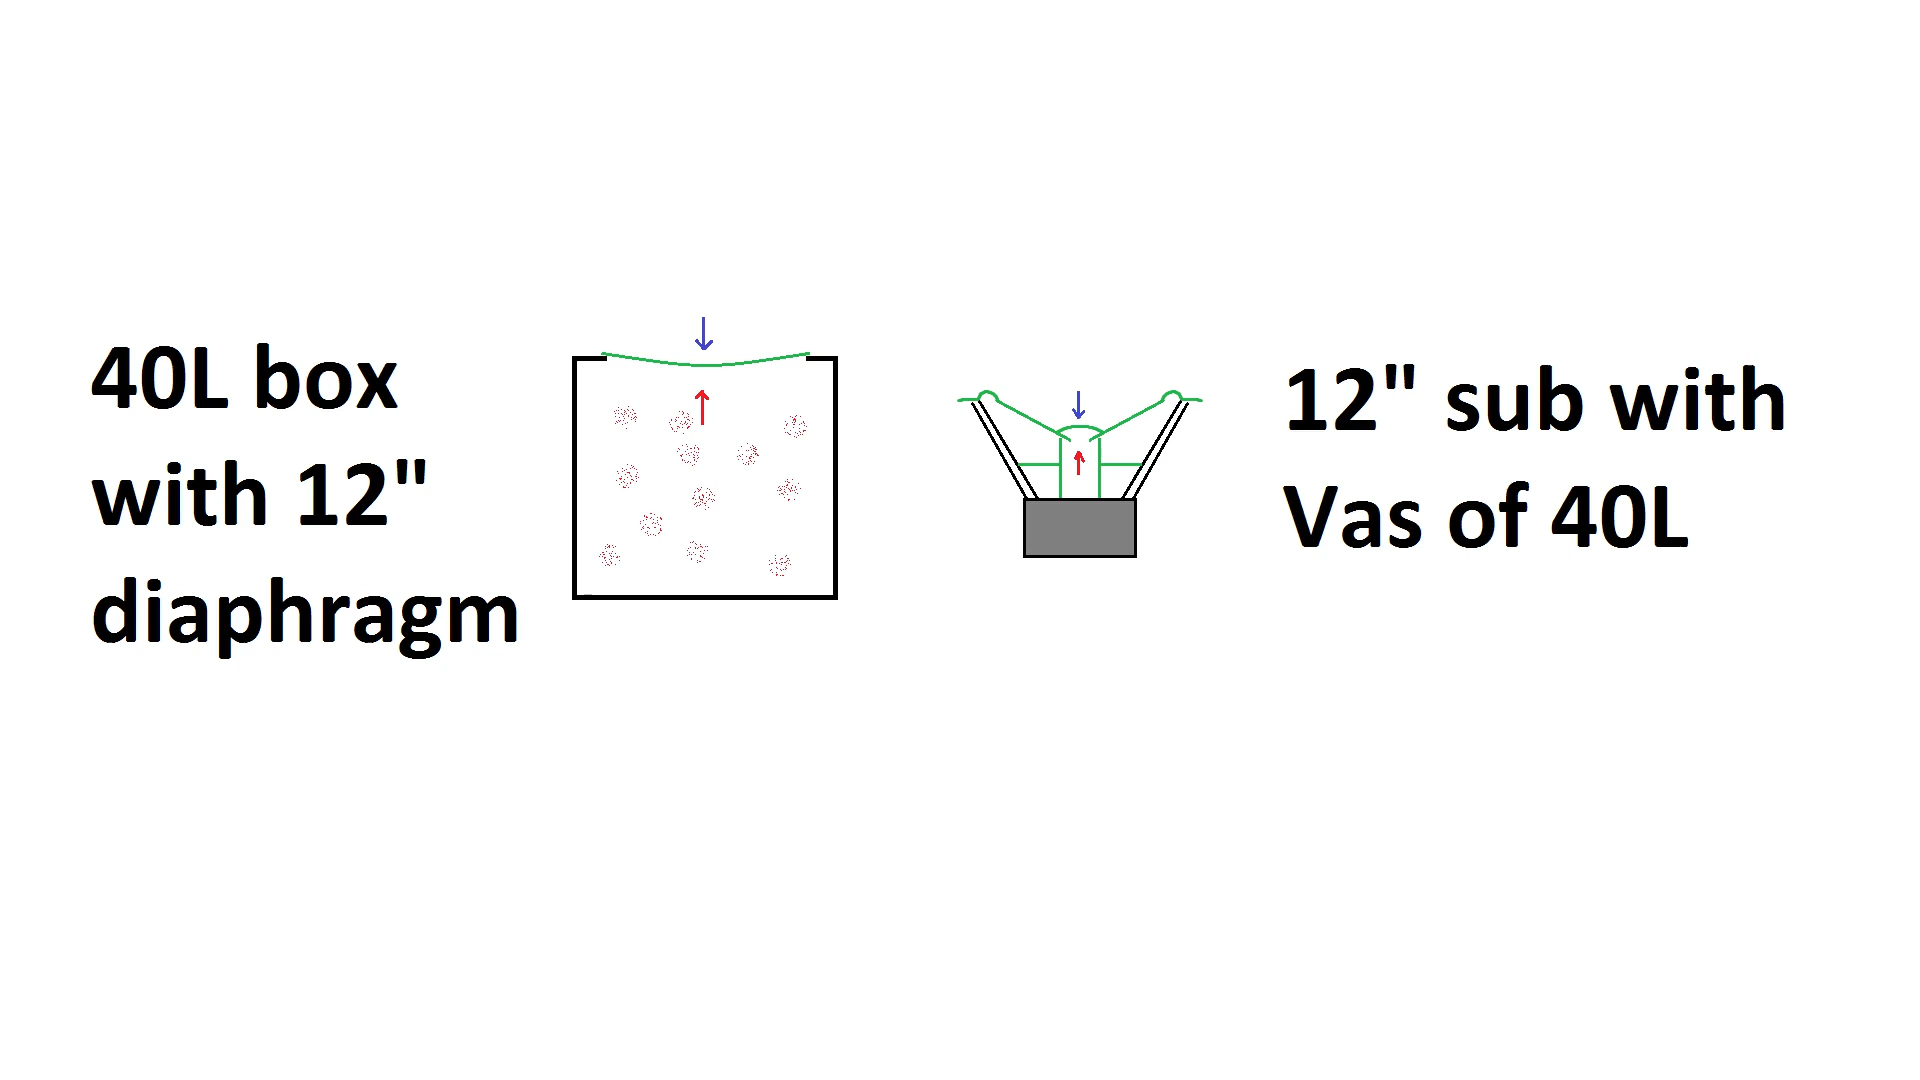 40L box
with 12"
diaphragm
12" sub with
Vas of 40L